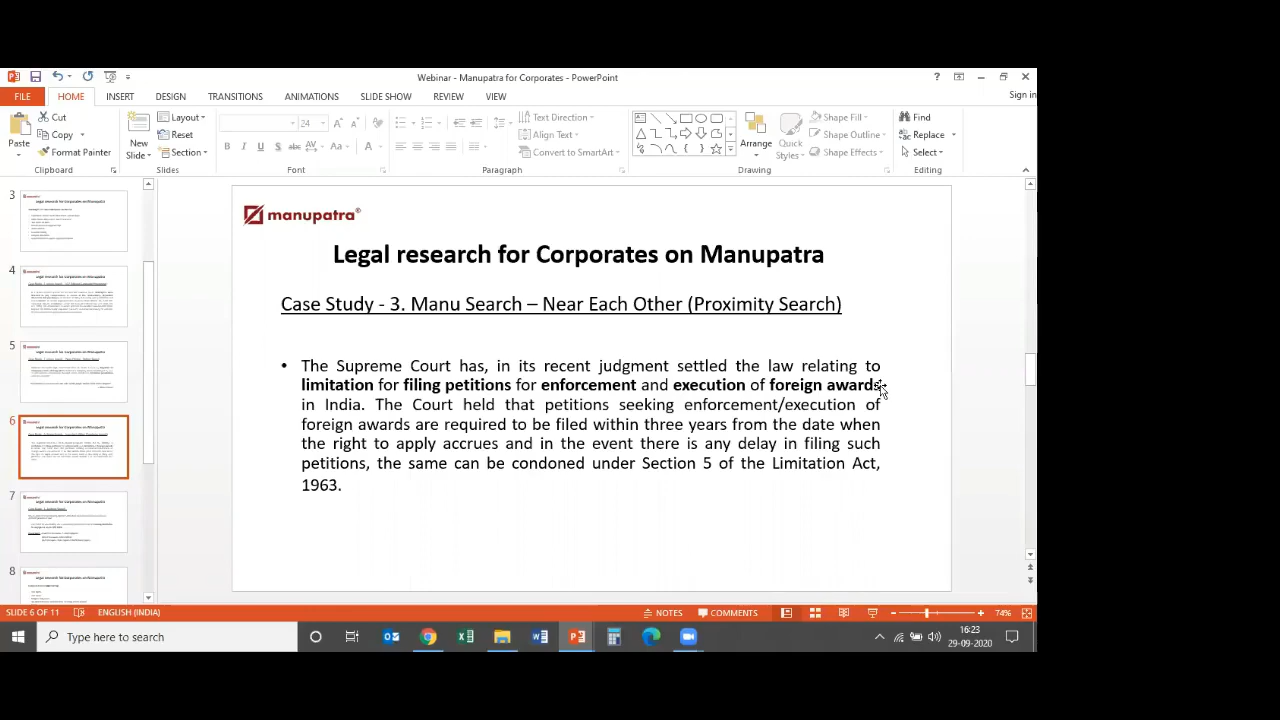 Webinar - Manupatra for Corporates - PowerPoint
Sign in
FILE HOME INSERT DESIGN TRANSITIONS ANIMATIONS SLIDE SHOW REVIEW VIEW
Paste
Cut
Copy
Format Painter
Clipboard
New
Slide
Layout
Reset
Section
Slides
24
Font
Text Direction
Align Text
Convert to SmartArt
Paragraph
Arrange
Quick
Styles
Shape Fill
Shape Outline
Shape Effects
Drawing
Find
Replace
Select
Editing
3
4
5
6
7
8
manupatra®
Legal research for Corporates on Manupatra
Case Study - 3. Manu Search – Near Each Other (Proximity Search)
• The Supreme Court has, in its recent judgment settled the law relating to
limitation for filing petitions for enforcement and execution of foreign awards
in India. The Court held that petitions seeking enforcement/execution of
foreign awards are required to be filed within three years from the date when
the right to apply accrues and in the event there is any delay in filing such
petitions, the same can be condoned under Section 5 of the Limitation Act,
1963.
SLIDE 6 OF 11 ENGLISH (INDIA) NOTES COMMENTS 74%
Type here to search
16:23
29-09-2020